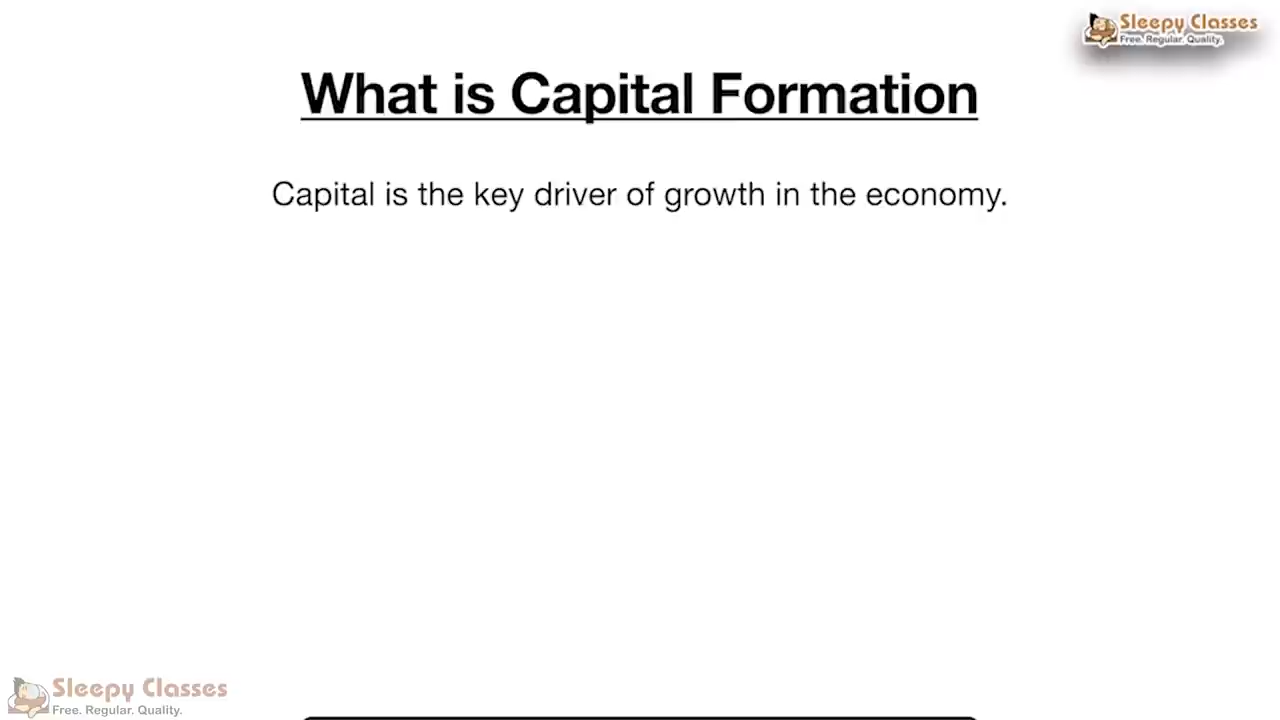 Sleepy Classes
Free. Regular. Quality.
What is Capital Formation
Capital is the key driver of growth in the economy.
Sleepy Classes
Free. Regular. Quality.